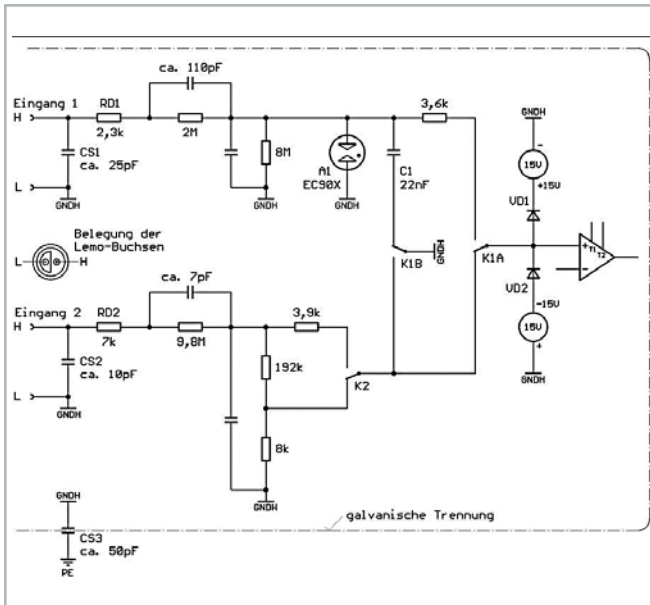 ca. 110pF
Eingang 1
RD1
H
2,3k
2M
3,6k
CS1
ca. 25pF
8M
A1
EC90X
C1
22nF
GNDH
-
15V
+15V
VD1
L
GNDH
GNDH
GNDH
Belegung der
Lemo-Buchsen
L
H
K1B
GNDH
K1A
+
-
T1
T2
VD2
-15V
15V
+
GNDH
ca. 7pF
Eingang 2
RD2
H
7k
9,8M
3,9k
CS2
ca. 10pF
192k
K2
L
GNDH
8k
GNDH
GNDH
CS3
ca. 50pF
PE
galvanische Trennung